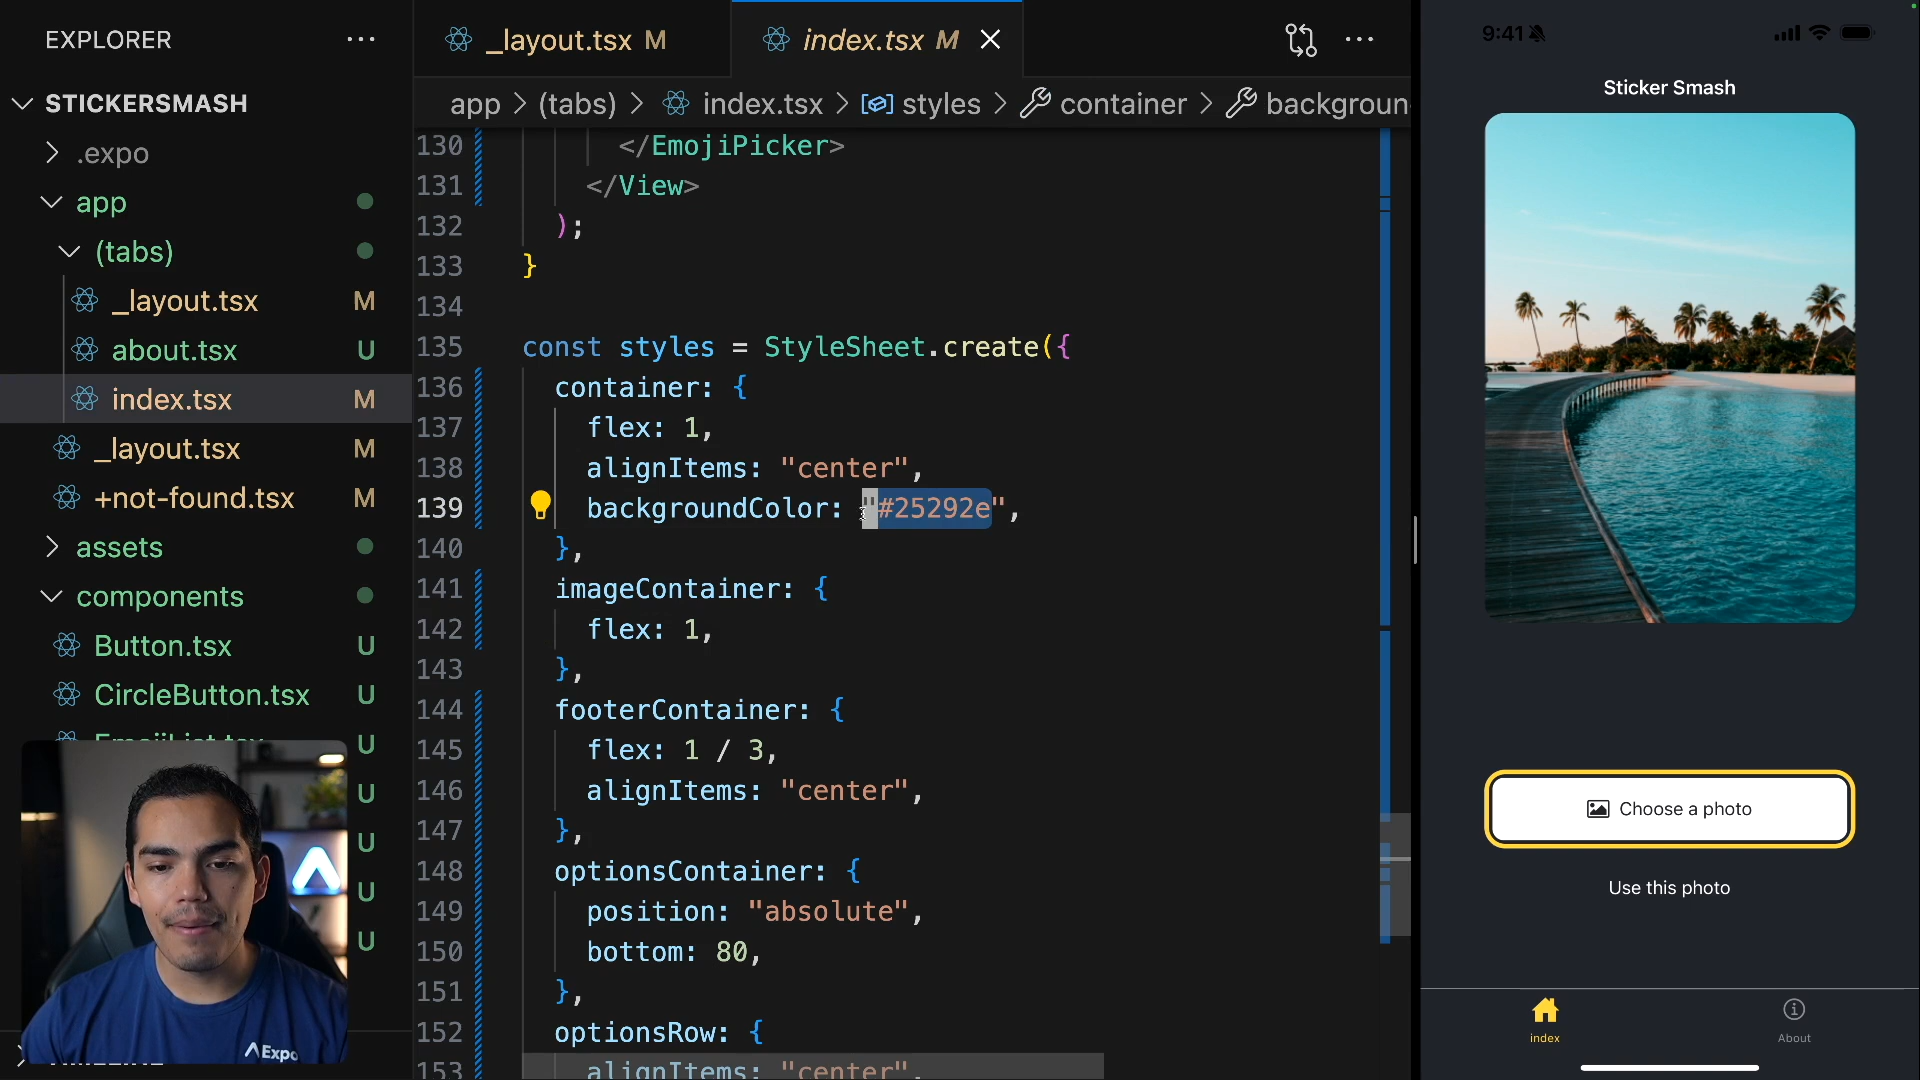 EXPLORER
STICKERSMASH
.expo
app
(tabs)
_layout.tsx M
about.tsx U
index.tsx M
_layout.tsx M
+not-found.tsx M
assets
components
Button.tsx U
CircleButton.tsx U
U
U
U
U
U
Expo
_layout.tsx M
index.tsx M
app > (tabs) > index.tsx > styles > container > backgroun
130 </EmojiPicker>
131 </View>
132 );
133 }
134
135 const styles = StyleSheet.create({
136 container: {
137 flex: 1,
138 alignItems: "center",
139 backgroundColor: "#25292e",
140 },
141 imageContainer: {
142 flex: 1,
143 },
144 footerContainer: {
145 flex: 1 / 3,
146 alignItems: "center",
147 },
148 optionsContainer: {
149 position: "absolute",
150 bottom: 80,
151 },
152 optionsRow: {
153 alignItems: "center",
9:41
Sticker Smash
Choose a photo
Use this photo
index
About